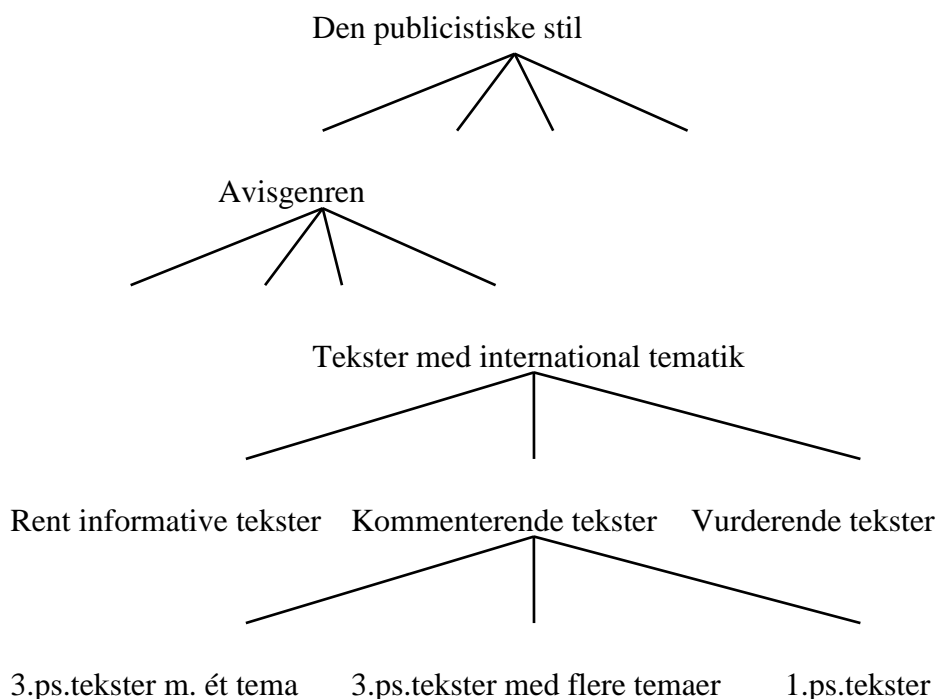 Den publicistiske stil
Avisgenren
Tekster med international tematik
Rent informative tekster Kommenterende tekster Vurderende tekster
3.ps.tekster m. ét tema 3.ps.tekster med flere temaer 1.ps.tekster